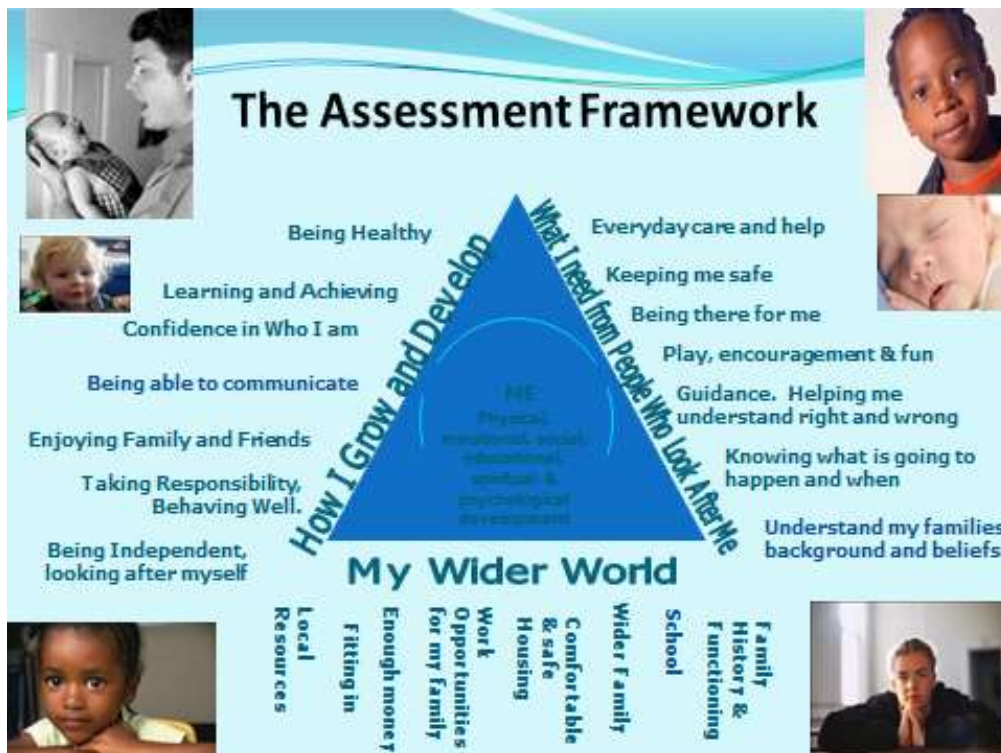 The Assessment Framework
How I Grow and Develop
Being Healthy
Learning and Achieving
Confidence in Who I am
Being able to communicate
Enjoying Family and Friends
Taking Responsibility,
Behaving Well.
Being Independent,
looking after myself
What I need from People Who Look After Me
Everyday care and help
Keeping me safe
Being there for me
Play, encouragement & fun
Guidance. Helping me
understand right and wrong
Knowing what is going to
happen and when
Understand my families
background and beliefs
ME
Physical,
emotional, social,
educational,
spiritual &
psychological
development
My Wider World
Local
Resources
Fitting in
Enough money
for my family
Work
Opportunities
Comfortable
& safe
Housing
Wider Family
School
Family
History &
Functioning